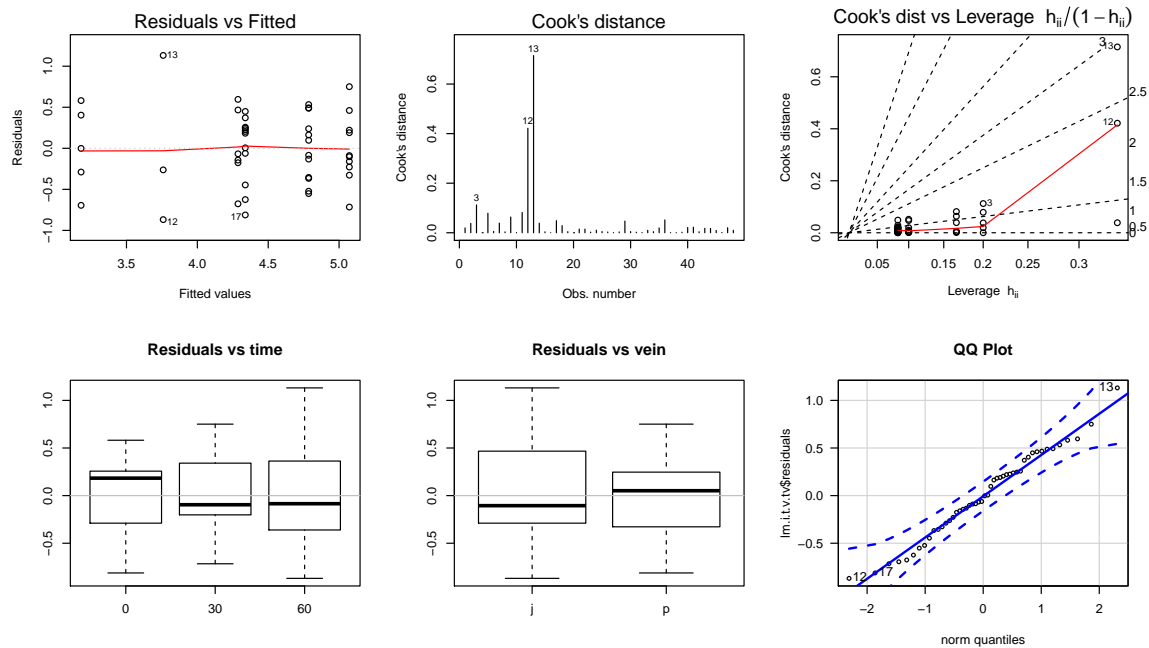 Residuals vs Fitted
Residuals
1.0
0.5
0.0
−0.5
−1.0
13
12
17
3.5 4.0 4.5 5.0
Fitted values
Cook's distance
Cook's distance
0.6
0.4
0.2
0.0
13
12
3
0 10 20 30 40
Obs. number
Cook's dist vs Leverage hii/(1−hii)
Cook's distance
0.6
0.4
0.2
0.0
3
13
2.5
12
2
1.5
3
1
0.5
0
0.05 0.15 0.2 0.25 0.3
Leverage hii
Residuals vs time
1.0
0.5
0.0
−0.5
0 30 60
Residuals vs vein
1.0
0.5
0.0
−0.5
j p
QQ Plot
lm.i.t.v.tv$residuals
1.0
0.5
0.0
−0.5
13
12
17
−2 −1 0 1 2
norm quantiles